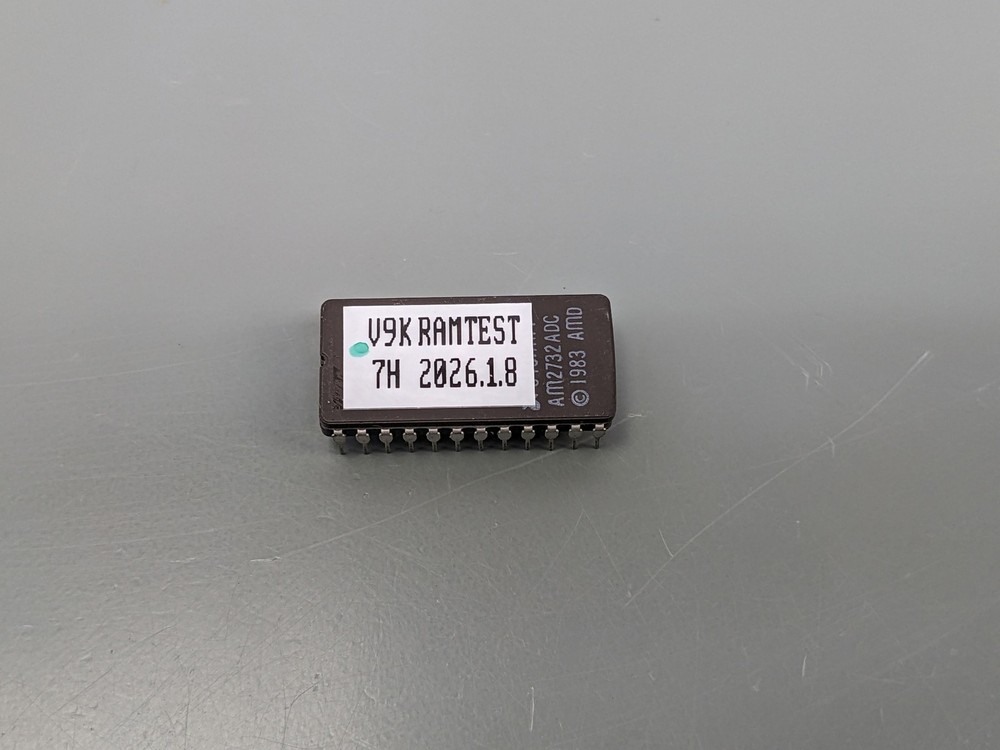 V9K RAMTEST
7H 2026.1.8
AM2732ADC
© 1983 AMD